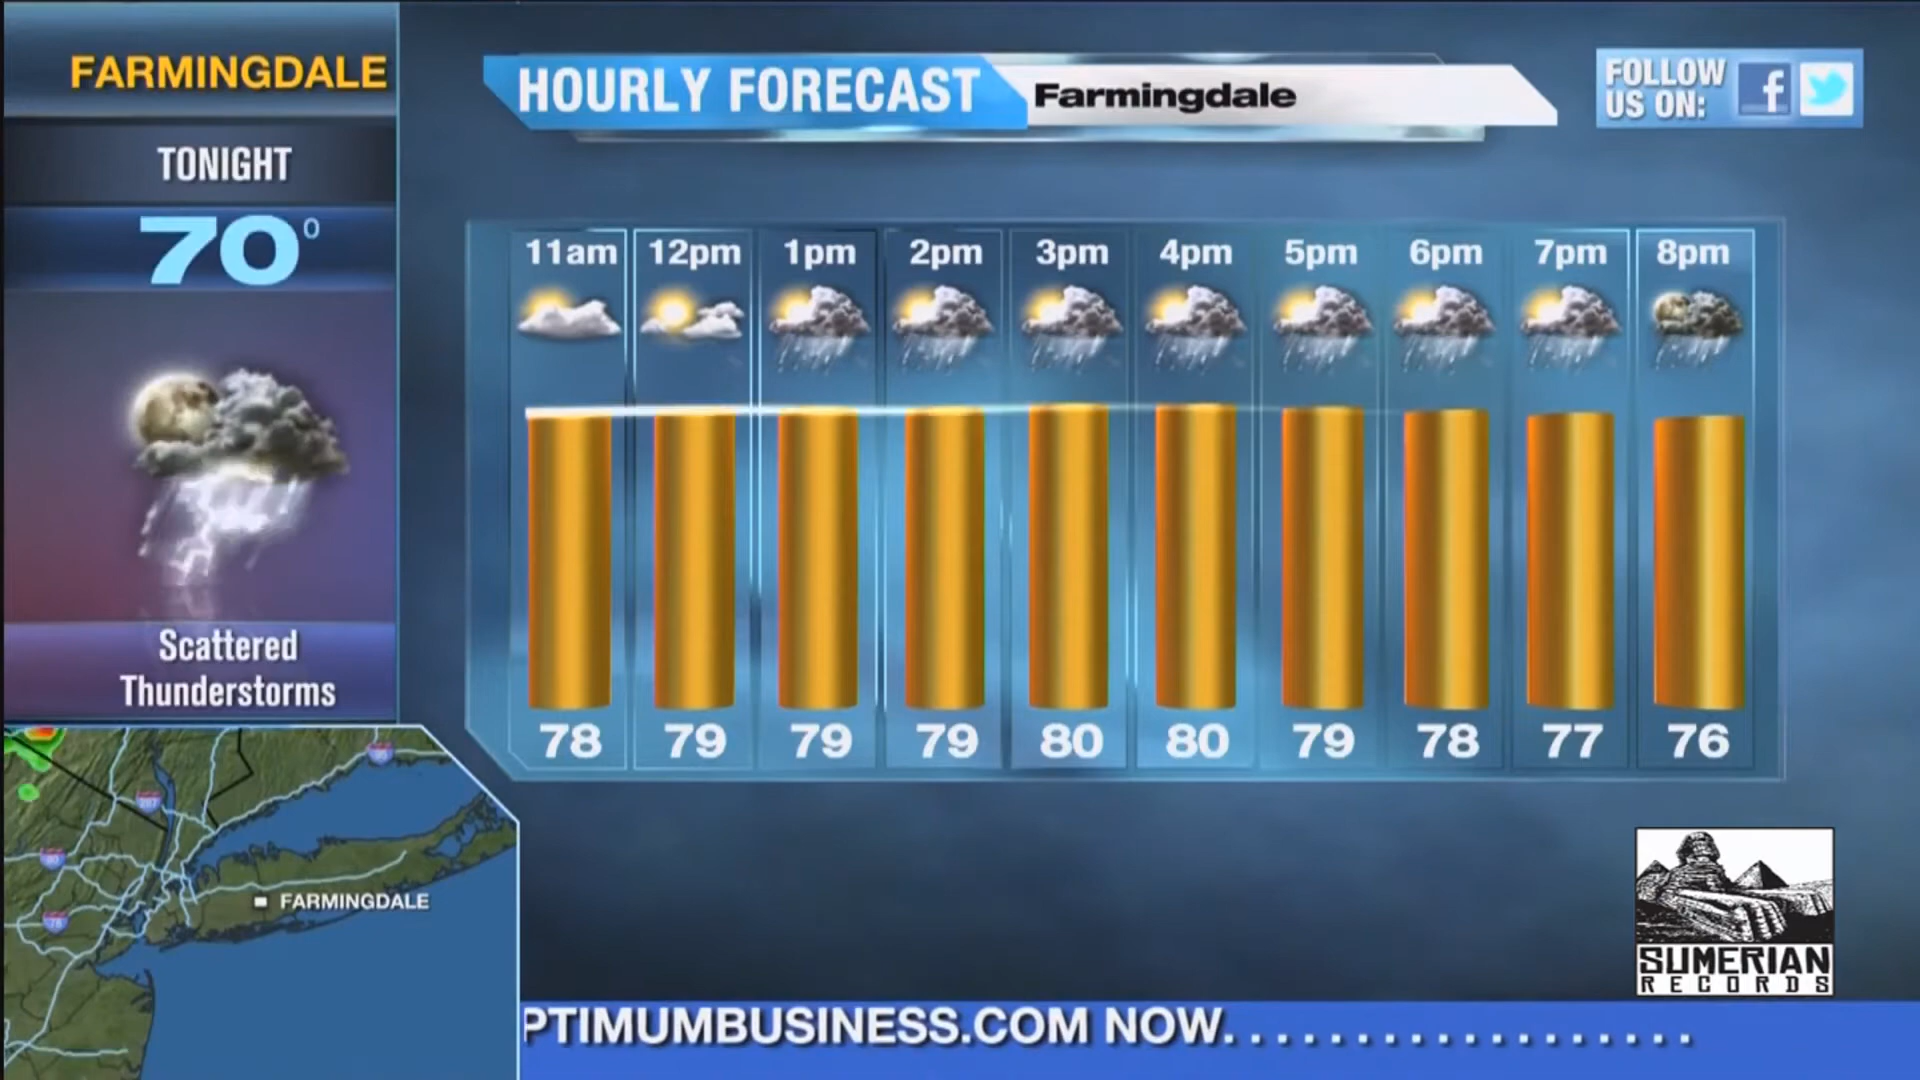 FARMINGDALE
TONIGHT
70°
Scattered
Thunderstorms
FARMINGDALE
HOURLY FORECAST Farmingdale
FOLLOW
US ON:
11am 12pm 1pm 2pm 3pm 4pm 5pm 6pm 7pm 8pm
78 79 79 79 80 80 79 78 77 76
SUMERIAN
RECORDS
PTIMUMBUSINESS.COM NOW..................